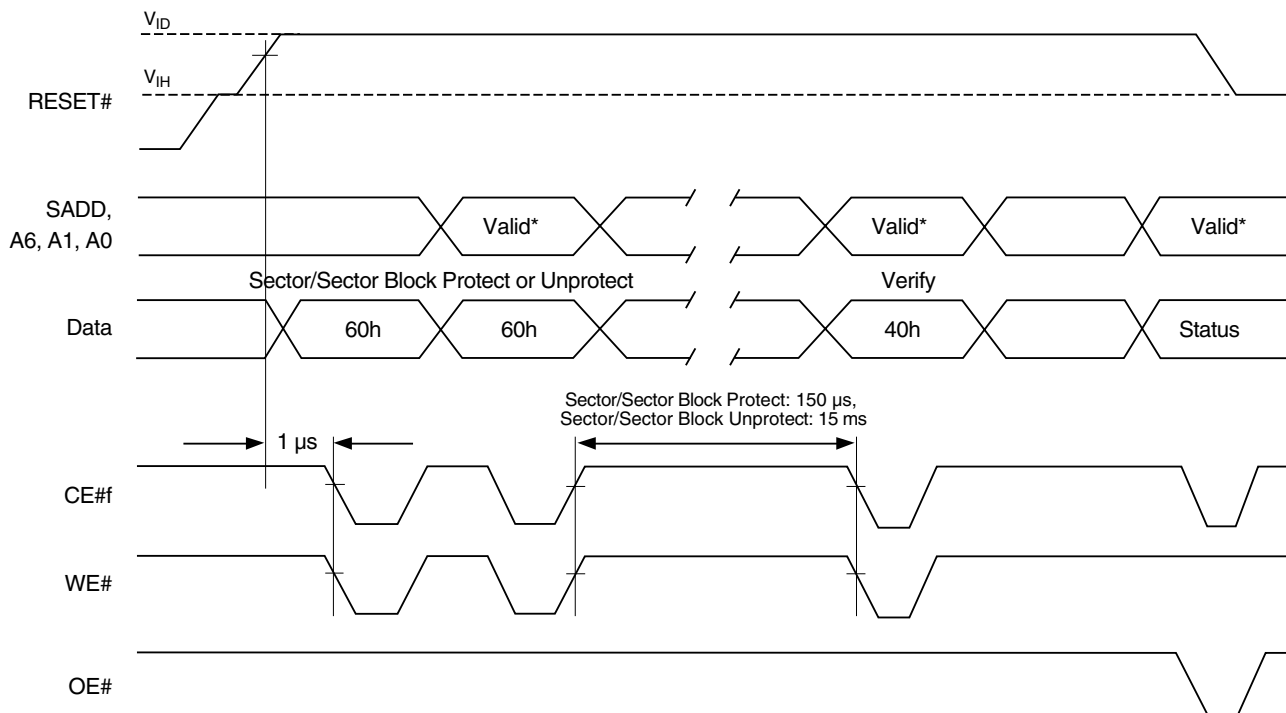 VID
VIH
RESET#
SADD,
A6, A1, A0
Valid*
Valid*
Valid*
Sector/Sector Block Protect or Unprotect
Verify
Data
60h
60h
40h
Status
Sector/Sector Block Protect: 150 µs,
Sector/Sector Block Unprotect: 15 ms
1 µs
CE#f
WE#
OE#